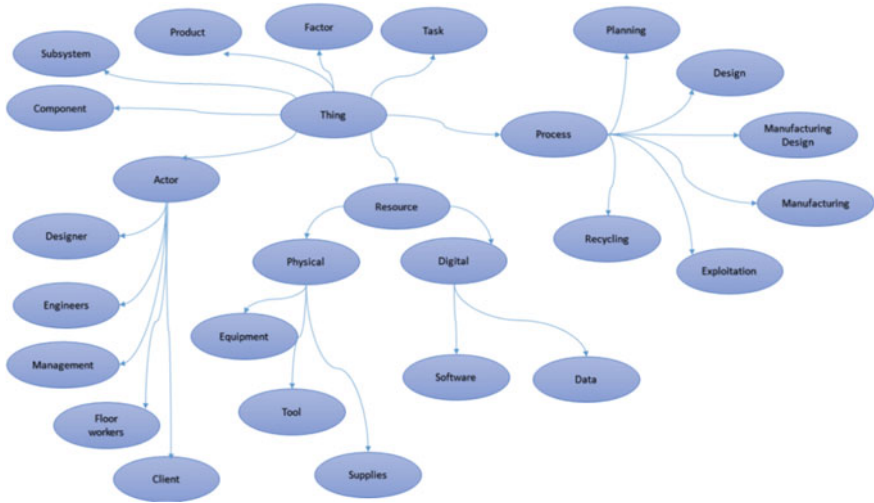 Planning
Factor
Task
Product
Subsystem
Design
Component
Thing
Process
Manufacturing
Design
Actor
Resource
Manufacturing
Designer
Recycling
Physical
Digital
Exploitation
Engineers
Equipment
Management
Software
Data
Tool
Floor
workers
Client
Supplies